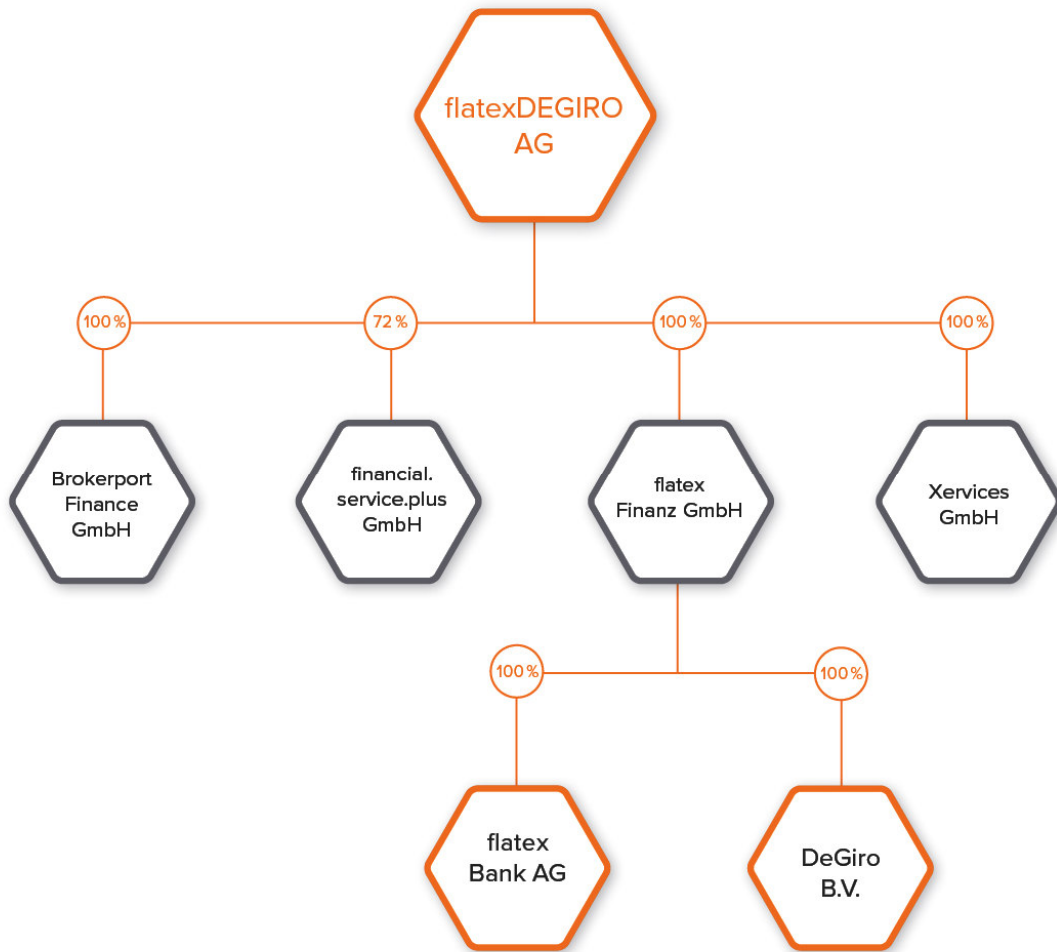 flatexDEGIRO
AG
100%
72%
100%
100%
Brokerport
Finance
GmbH
financial.
service.plus
GmbH
flatex
Finanz GmbH
Xervices
GmbH
100%
100%
flatex
Bank AG
DeGiro
B.V.